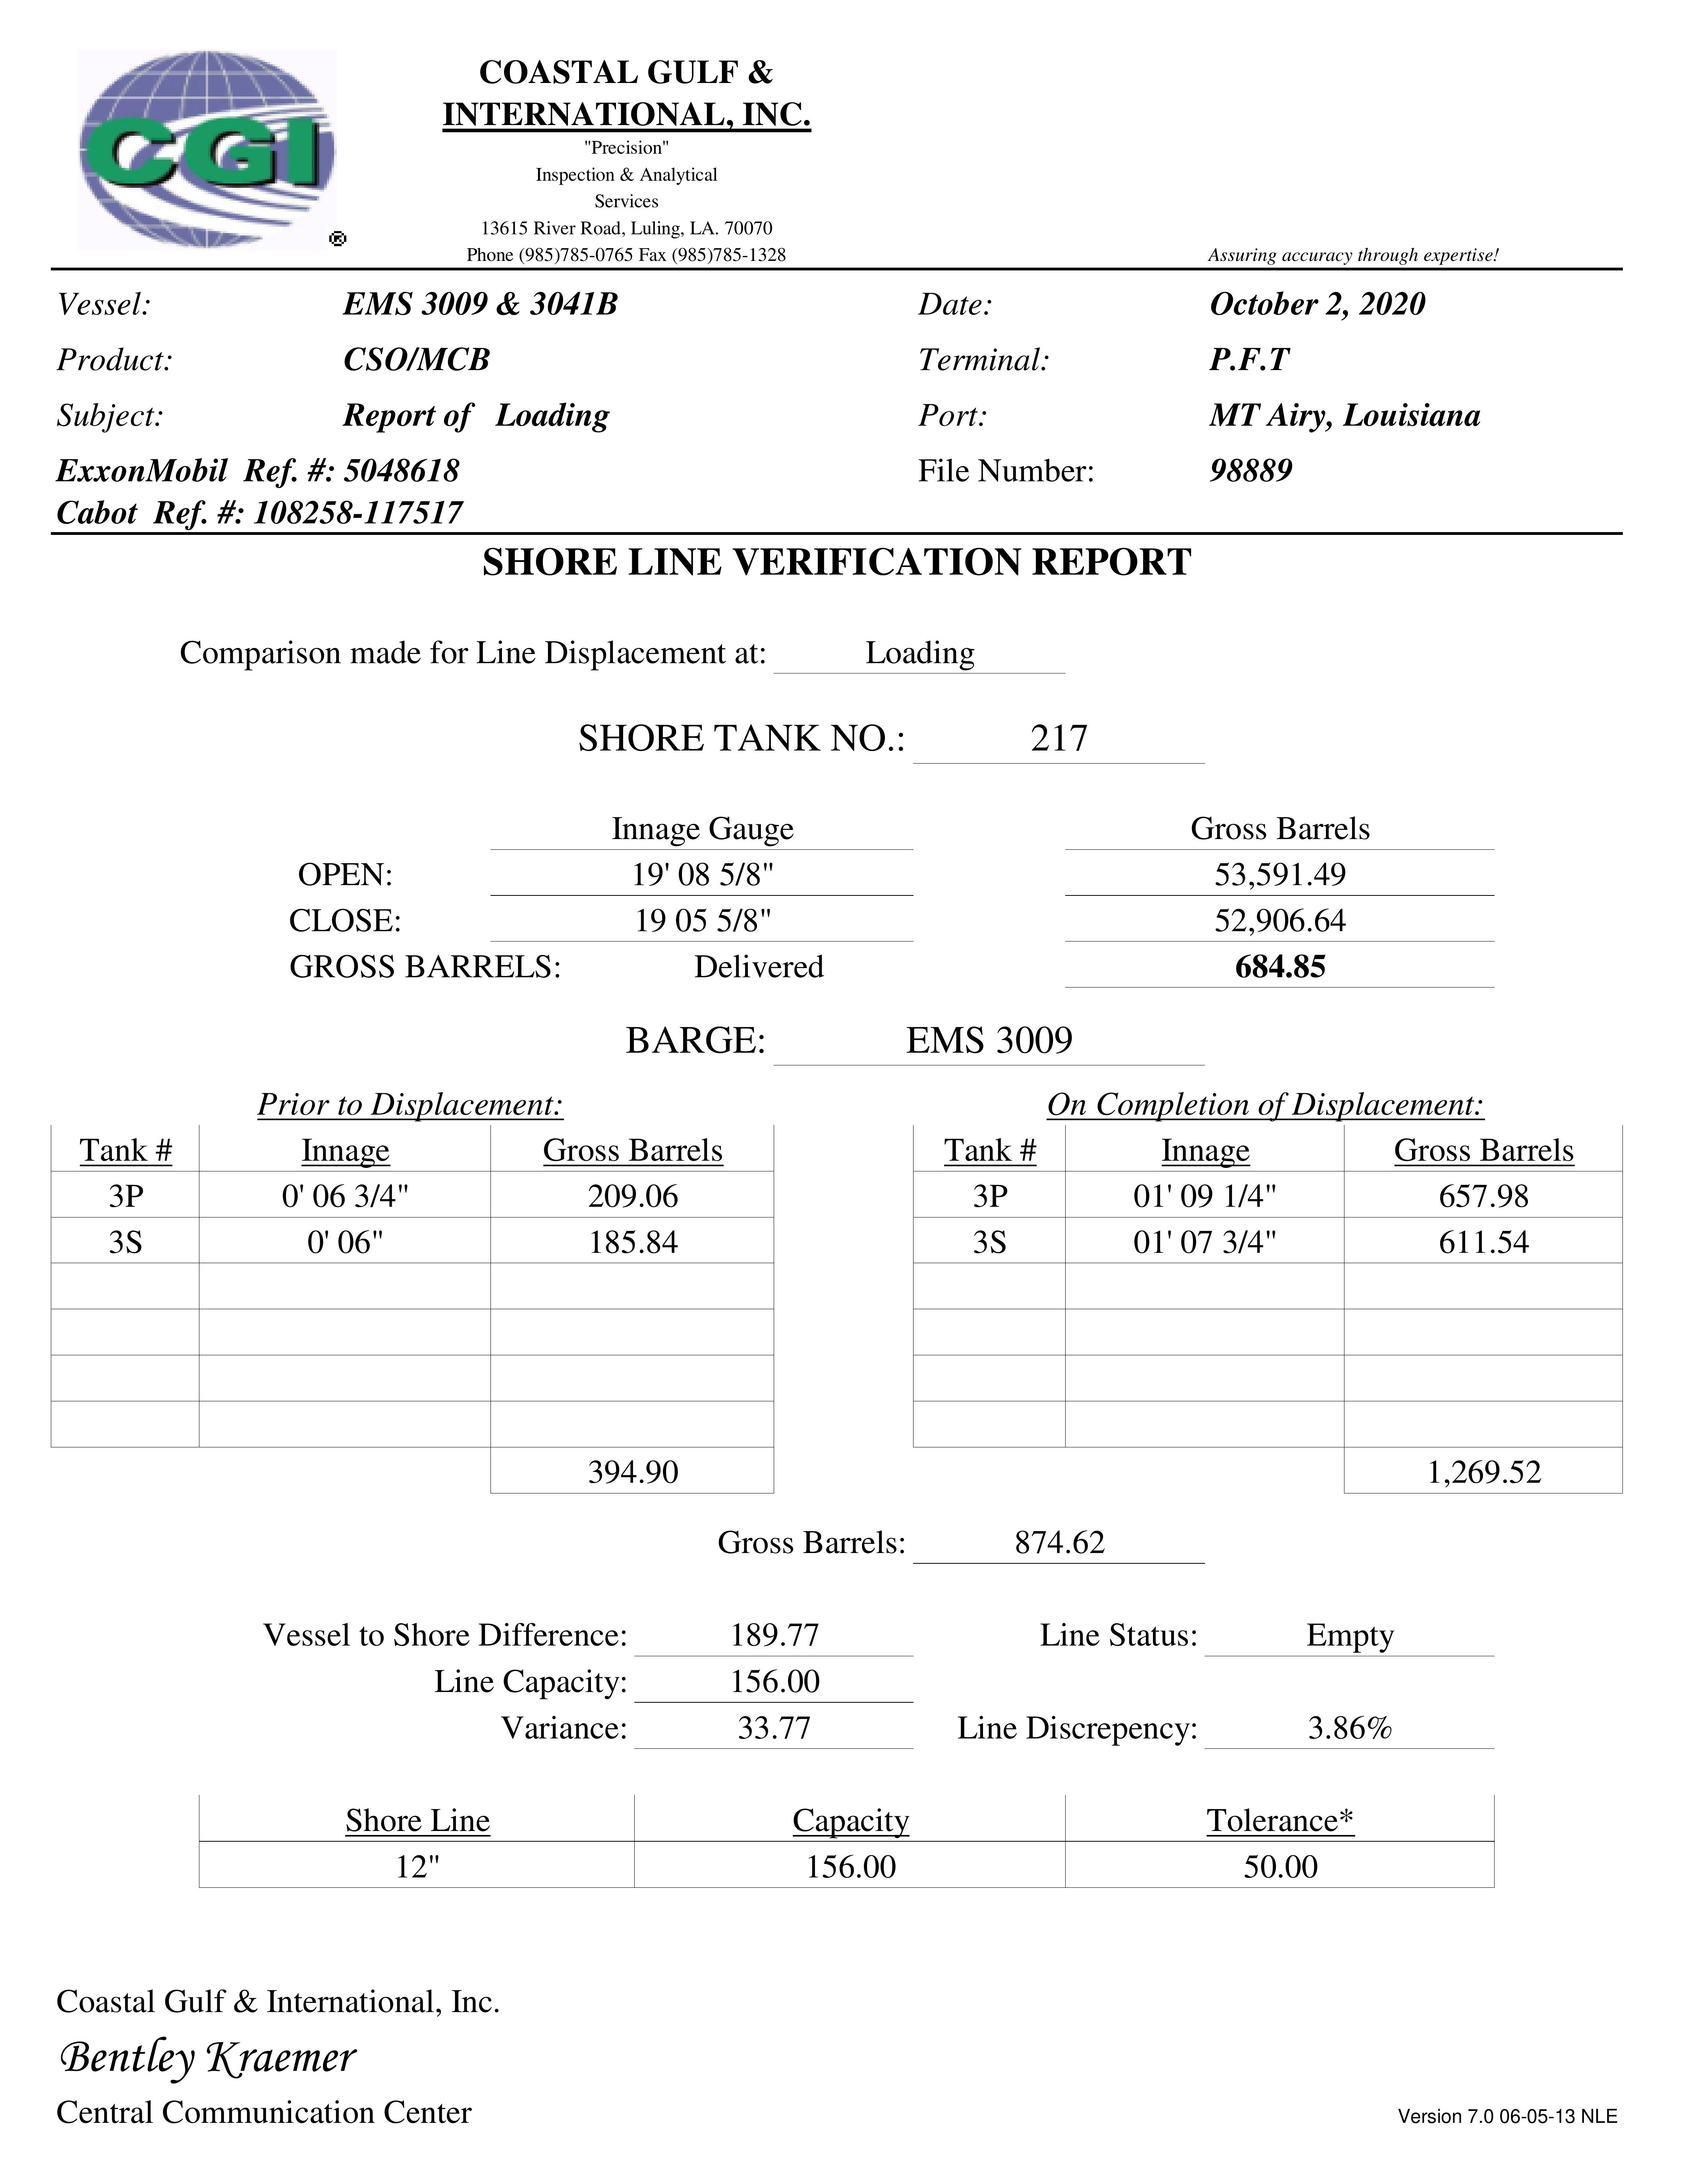 CGI ®
COASTAL GULF &
INTERNATIONAL, INC.
"Precision"
Inspection & Analytical
Services
13615 River Road, Luling, LA. 70070
Phone (985)785-0765 Fax (985)785-1328
Assuring accuracy through expertise!
Vessel: EMS 3009 & 3041B Date: October 2, 2020
Product: CSO/MCB Terminal: P.F.T
Subject: Report of Loading Port: MT Airy, Louisiana
ExxonMobil Ref. #: 5048618 File Number: 98889
Cabot Ref. #: 108258-117517
SHORE LINE VERIFICATION REPORT
Comparison made for Line Displacement at: Loading
SHORE TANK NO.: 217
Innage Gauge Gross Barrels
OPEN: 19' 08 5/8" 53,591.49
CLOSE: 19 05 5/8" 52,906.64
GROSS BARRELS: Delivered 684.85
BARGE: EMS 3009
Prior to Displacement: On Completion of Displacement:
Tank # Innage Gross Barrels Tank # Innage Gross Barrels
3P 0' 06 3/4" 209.06 3P 01' 09 1/4" 657.98
3S 0' 06" 185.84 3S 01' 07 3/4" 611.54
394.90 1,269.52
Gross Barrels: 874.62
Vessel to Shore Difference: 189.77 Line Status: Empty
Line Capacity: 156.00
Variance: 33.77 Line Discrepency: 3.86%
Shore Line Capacity Tolerance*
12" 156.00 50.00
Coastal Gulf & International, Inc.
Bentley Kraemer
Central Communication Center
Version 7.0 06-05-13 NLE